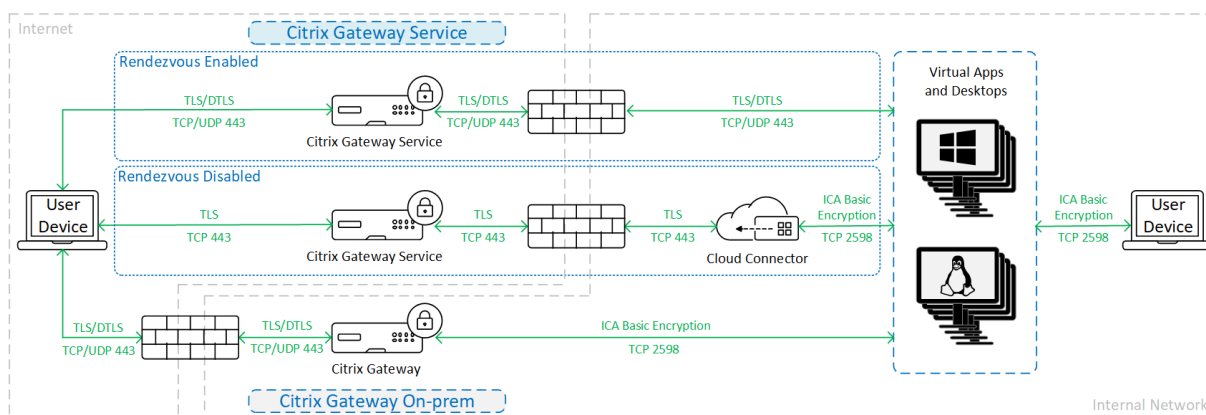 Internet
Citrix Gateway Service
Rendezvous Enabled
TLS/DTLS
TCP/UDP 443
Citrix Gateway Service
TLS/DTLS
TCP/UDP 443
TLS/DTLS
TCP/UDP 443
Virtual Apps
and Desktops
Rendezvous Disabled
User
Device
TLS
TCP 443
Citrix Gateway Service
TLS
TCP 443
TLS
TCP 443
Cloud Connector
ICA Basic
Encryption
TCP 2598
ICA Basic
Encryption
TCP 2598
User
Device
TLS/DTLS
TCP/UDP 443
TLS/DTLS
TCP/UDP 443
Citrix Gateway
ICA Basic Encryption
TCP 2598
Citrix Gateway On-prem
Internal Network